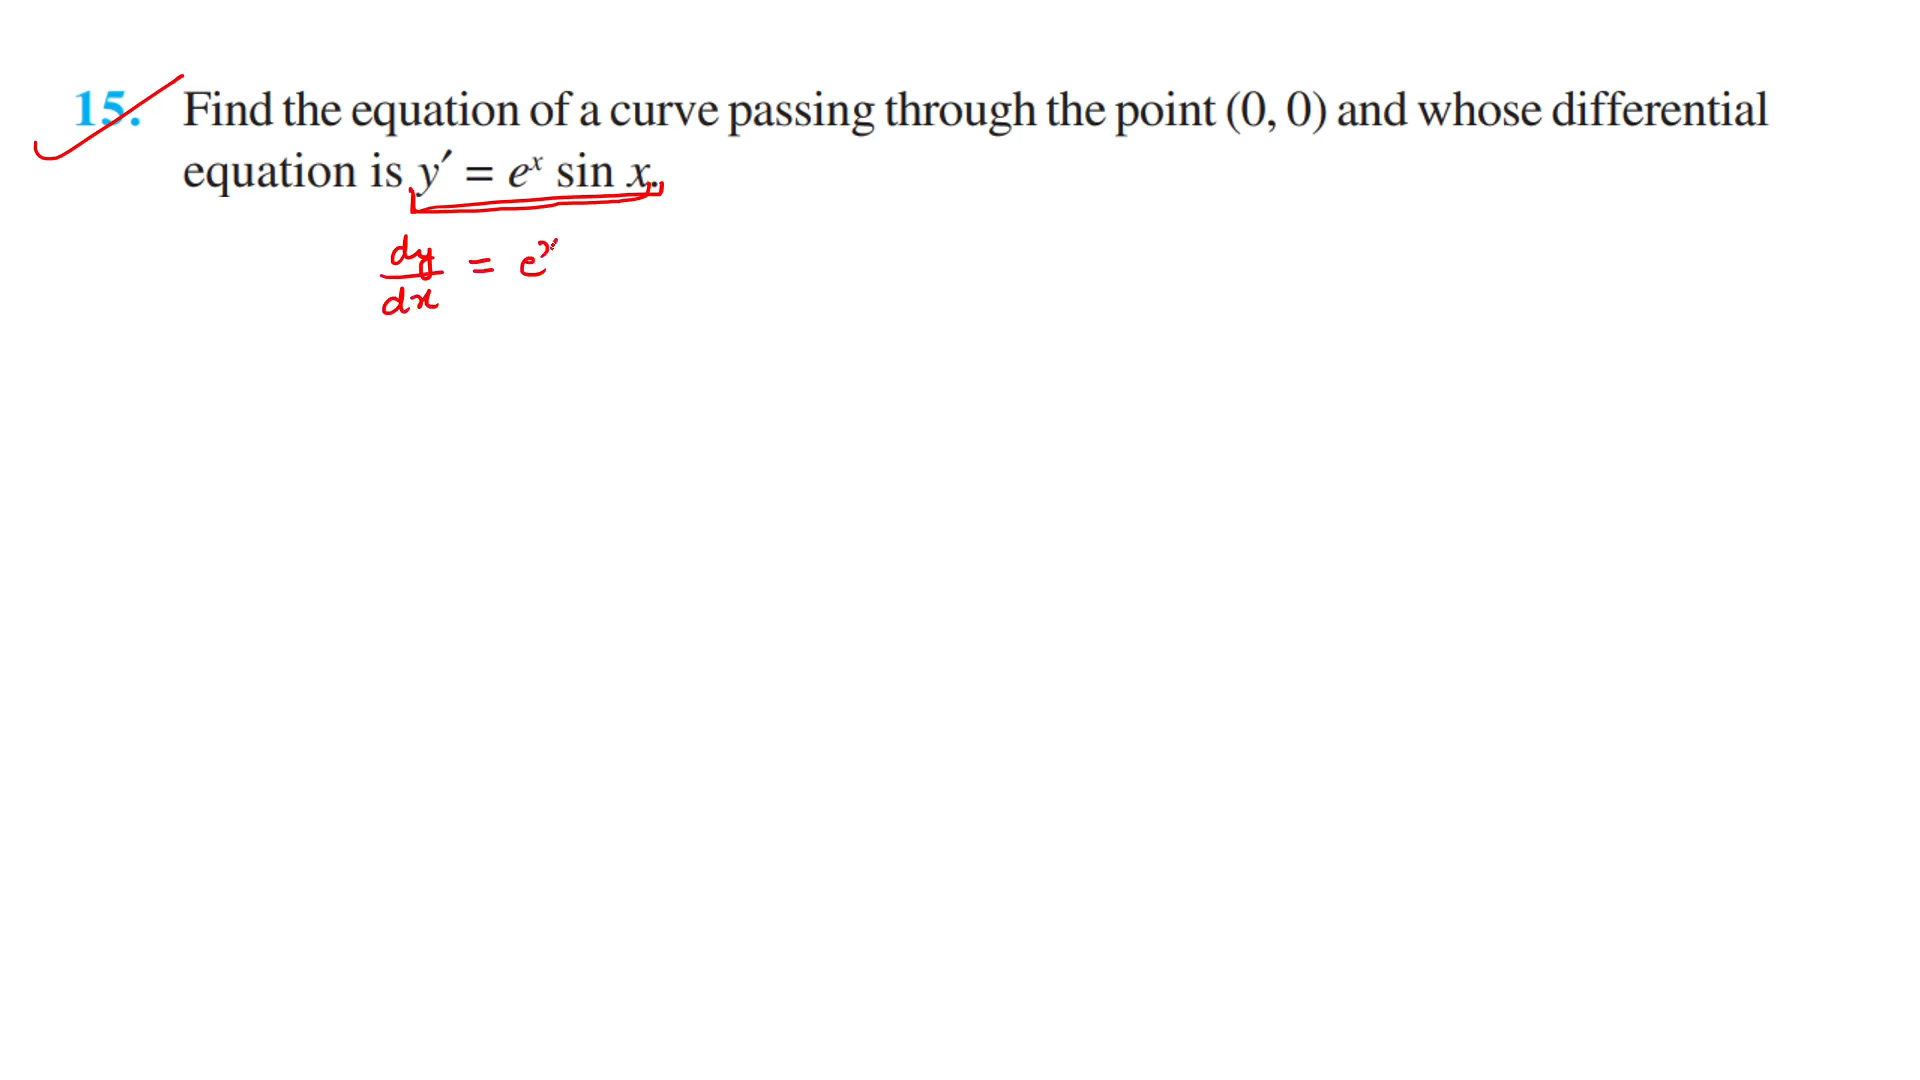 15. Find the equation of a curve passing through the point (0, 0) and whose differential
equation is y′ = eˣ sin x.
dy/dx = eˣ